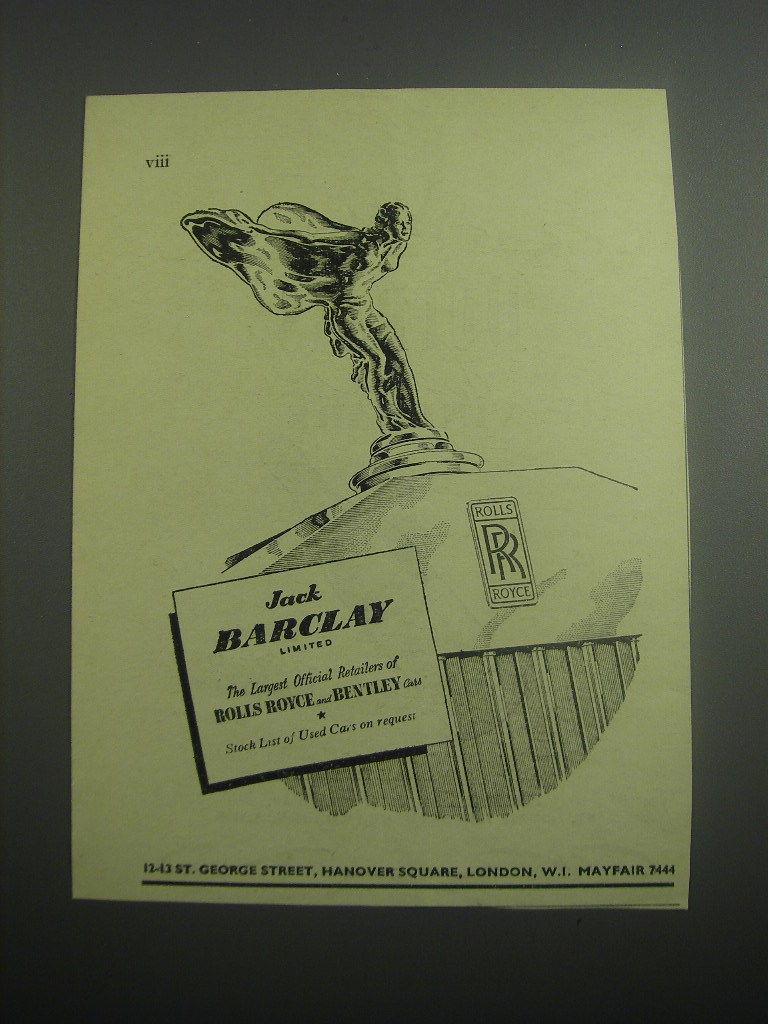 viii
ROLLS
RR
ROYCE
Jack
BARCLAY
LIMITED
The Largest Official Retailers of
ROLLS ROYCE and BENTLEY Cars
Stock List of Used Cars on request
12-13 ST. GEORGE STREET, HANOVER SQUARE, LONDON, W.I. MAYFAIR 7444